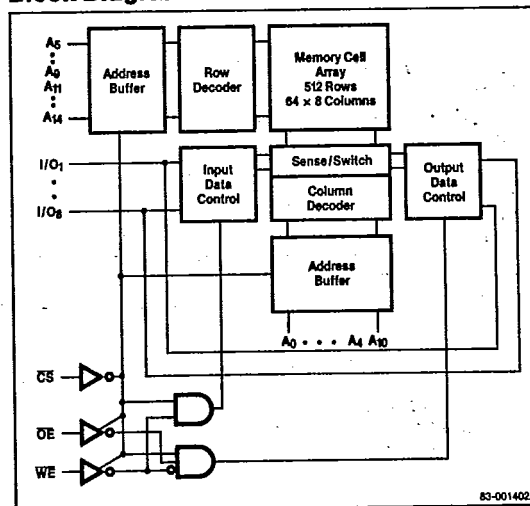 A5
A9
A11
A14
Address
Buffer
Row
Decoder
Memory Cell
Array
512 Rows
64 × 8 Columns
I/O1
I/O8
Input
Data
Control
Sense/Switch
Column
Decoder
Output
Data
Control
Address
Buffer
A0 • • • A4 A10
CS
OE
WE
83-001402